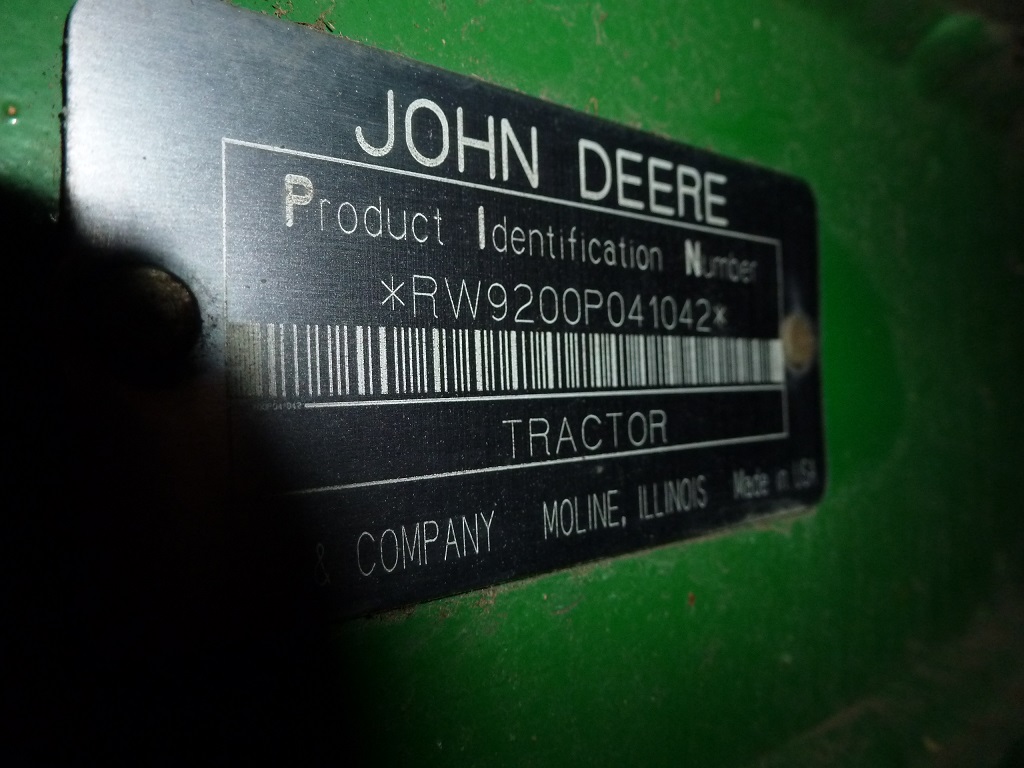 JOHN DEERE
Product Identification Number
*RW9200P041042*
TRACTOR
& COMPANY MOLINE, ILLINOIS Made in USA